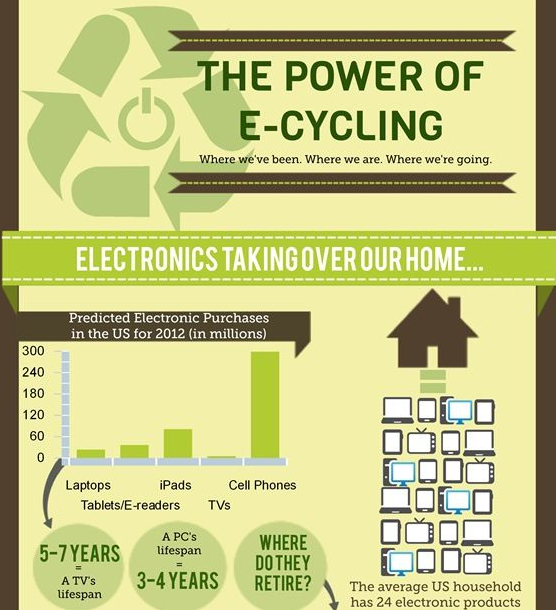 THE POWER OF
E-CYCLING
Where we've been. Where we are. Where we're going.
ELECTRONICS TAKING OVER OUR HOME...
Predicted Electronic Purchases
in the US for 2012 (in millions)
300
240
180
120
60
0
Laptops
Tablets/E-readers
iPads
TVs
Cell Phones
5-7 YEARS
=
A TV's
lifespan
A PC's
lifespan
=
3-4 YEARS
WHERE
DO THEY
RETIRE?
The average US household
has 24 electronic products